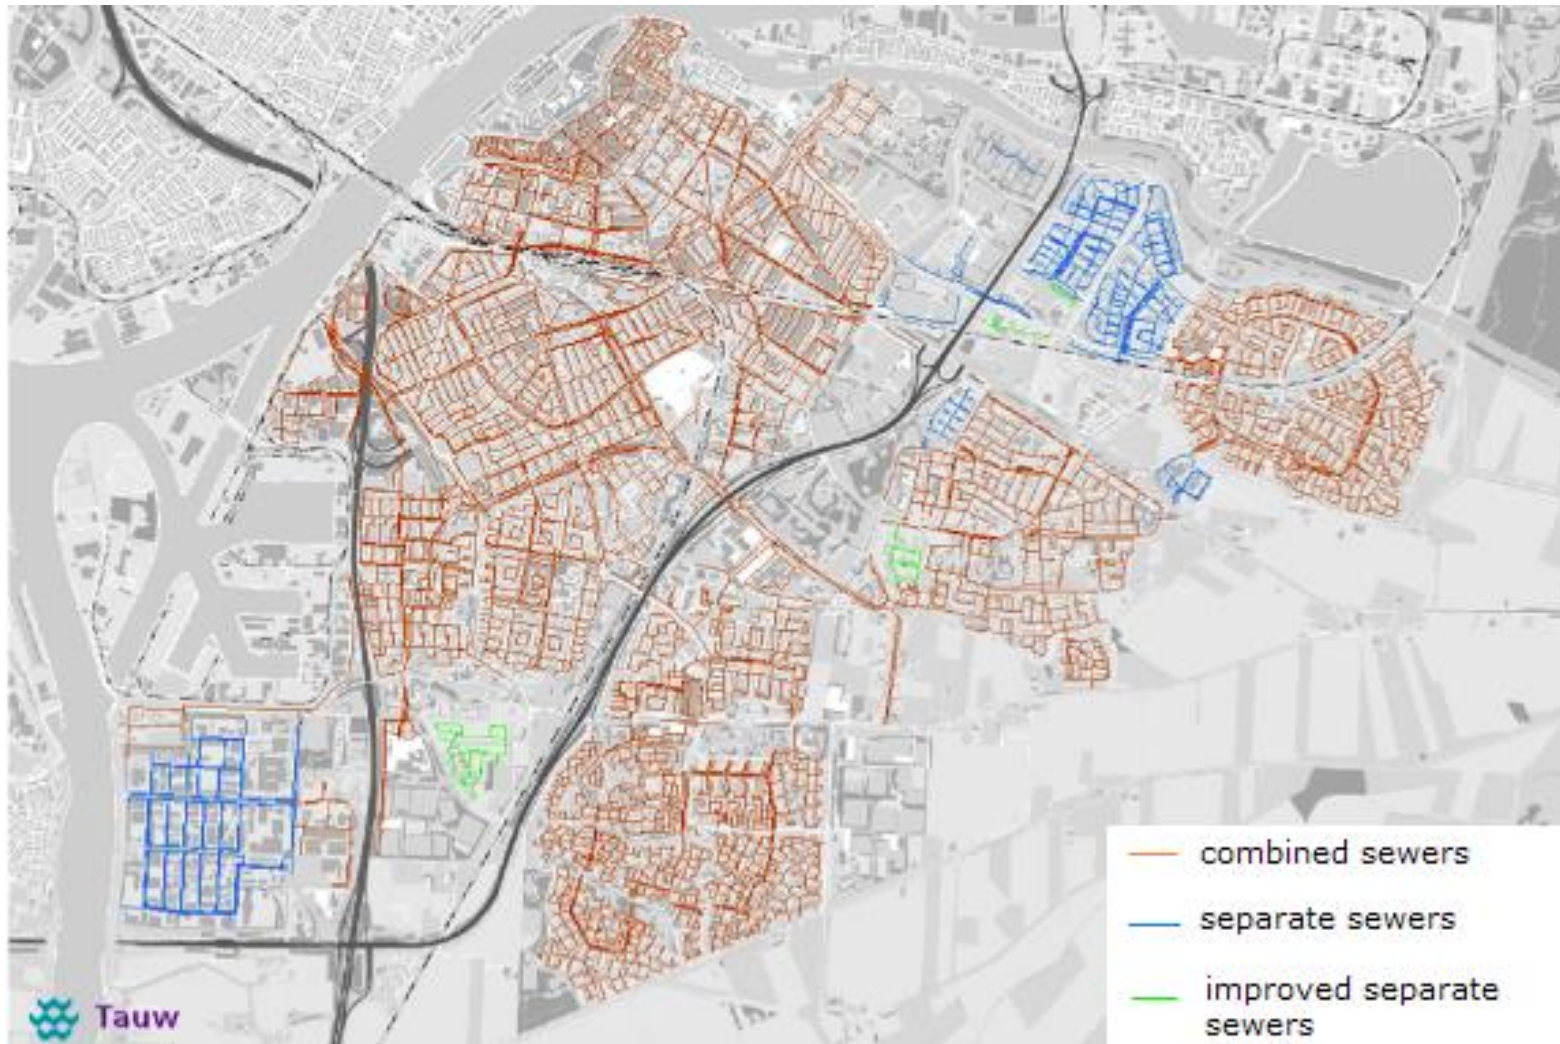 combined sewers
separate sewers
improved separate
sewers
Tauw